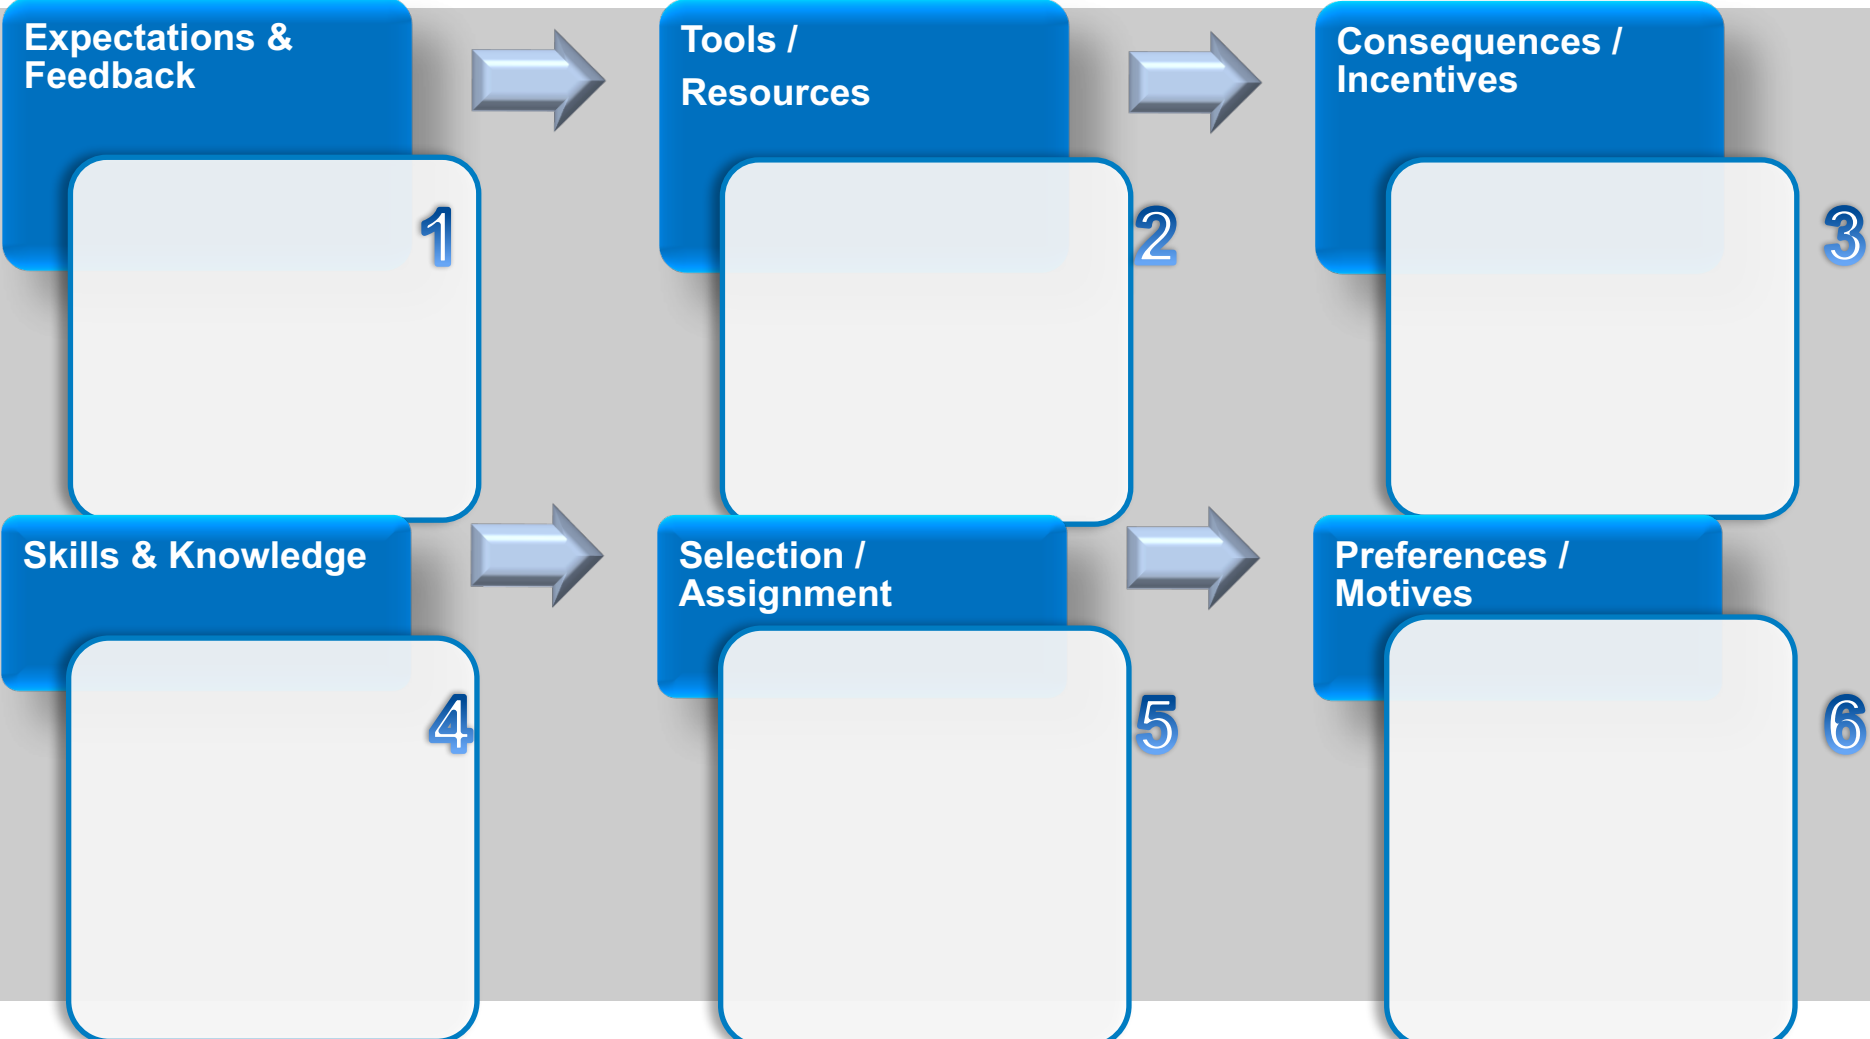 Expectations &
Feedback
Tools /
Resources
Consequences /
Incentives
1
2
3
Skills & Knowledge
Selection /
Assignment
Preferences /
Motives
4
5
6